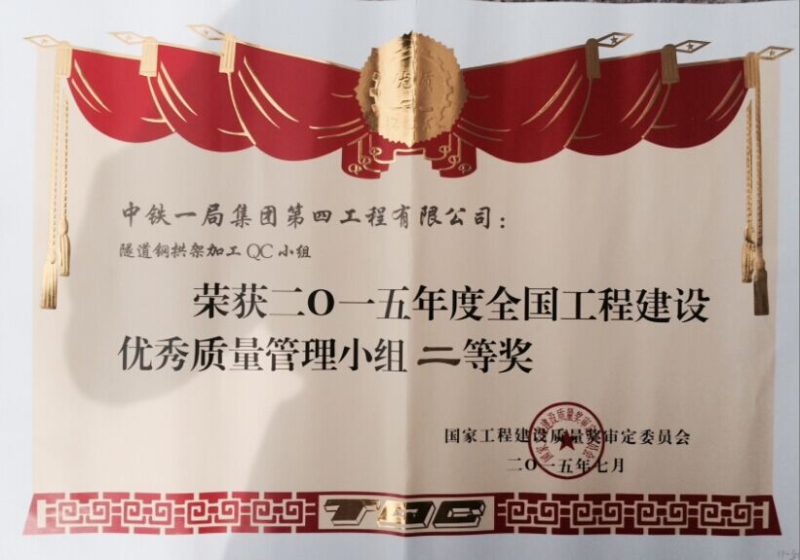 中铁一局集团第四工程有限公司：
隧道钢拱架加工QC小组
荣获二O一五年度全国工程建设
优秀质量管理小组 二等奖
国家工程建设质量奖审定委员会
二O一五年七月